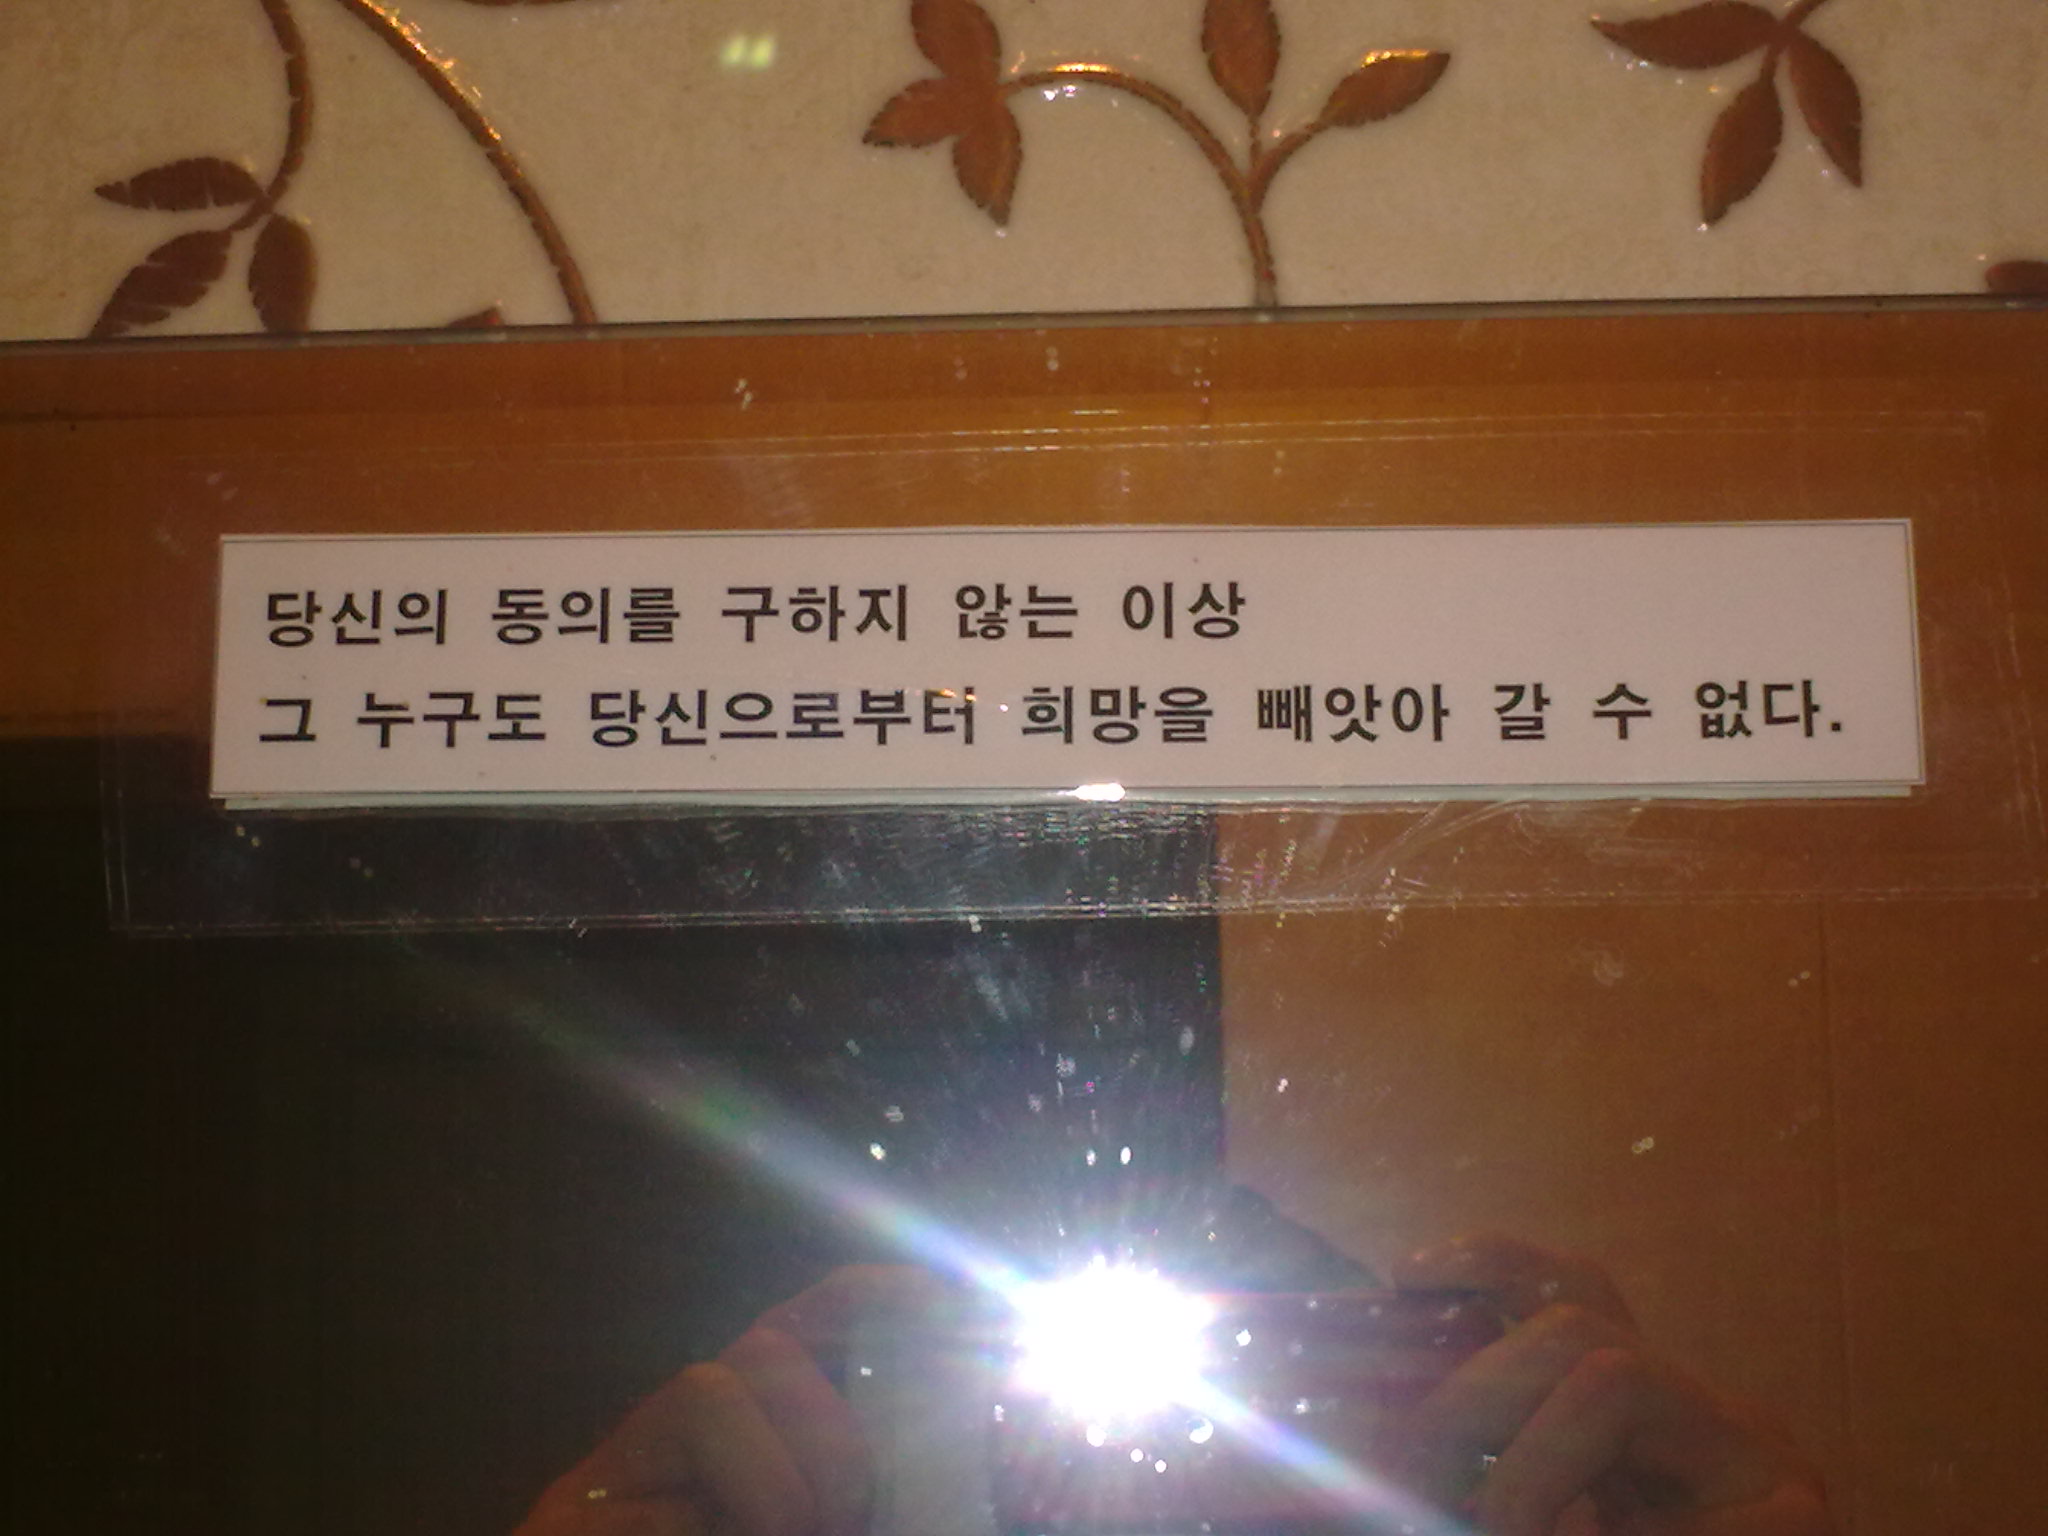 당신의 동의를 구하지 않는 이상
그 누구도 당신으로부터 희망을 빼앗아 갈 수 없다.